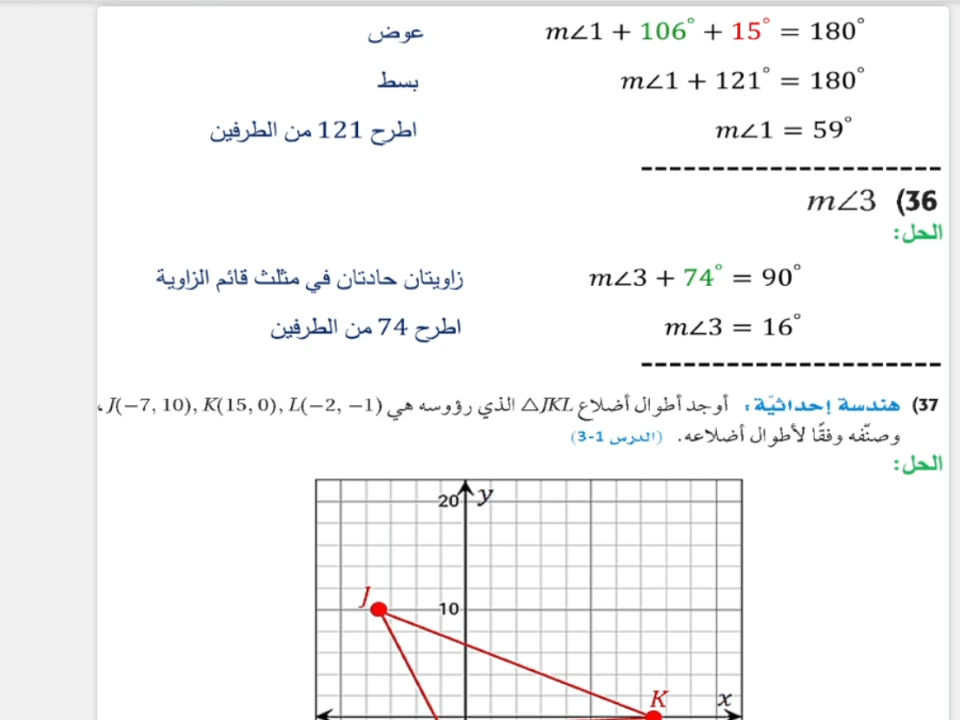 عوض m∠1 + 106° + 15° = 180°
بسط m∠1 + 121° = 180°
اطرح 121 من الطرفين m∠1 = 59°
36) m∠3
الحل:
زاويتان حادتان في مثلث قائم الزاوية m∠3 + 74° = 90°
اطرح 74 من الطرفين m∠3 = 16°
37) هندسة إحداثيّة: أوجد أطوال أضلاع △JKL الذي رؤوسه هي J(−7, 10), K(15, 0), L(−2, −1)،
وصنّفه وفقًا لأطوال أضلاعه. (الدرس 1-3)
الحل:
20 y
J
10
K x